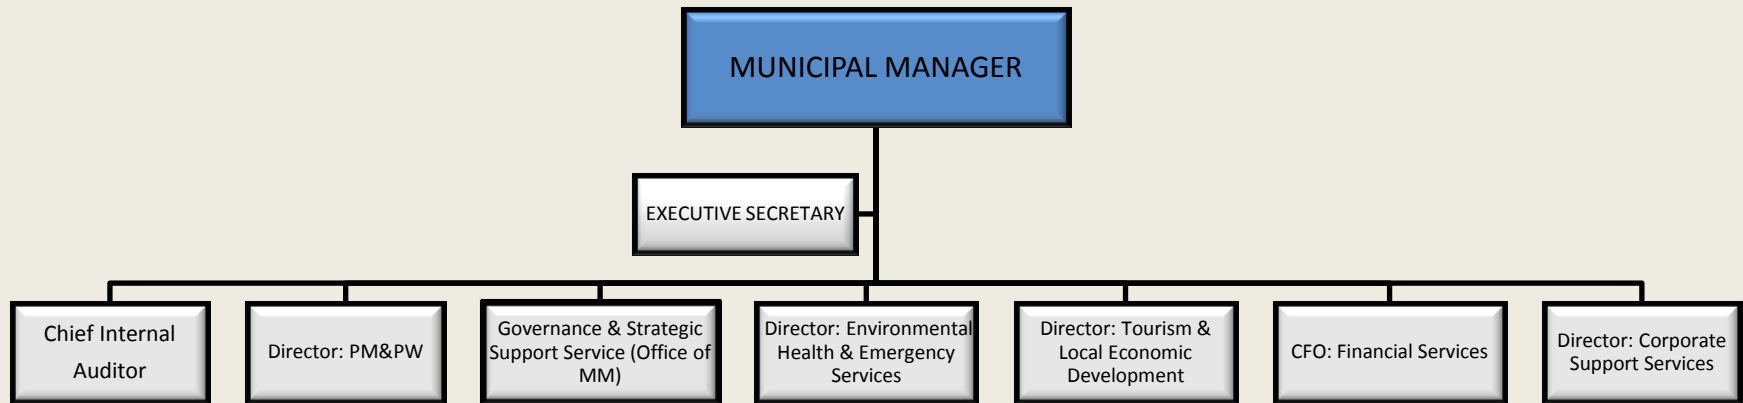 MUNICIPAL MANAGER
EXECUTIVE SECRETARY
Chief Internal
Auditor
Director: PM&PW
Governance & Strategic
Support Service (Office of
MM)
Director: Environmental
Health & Emergency
Services
Director: Tourism &
Local Economic
Development
CFO: Financial Services
Director: Corporate
Support Services